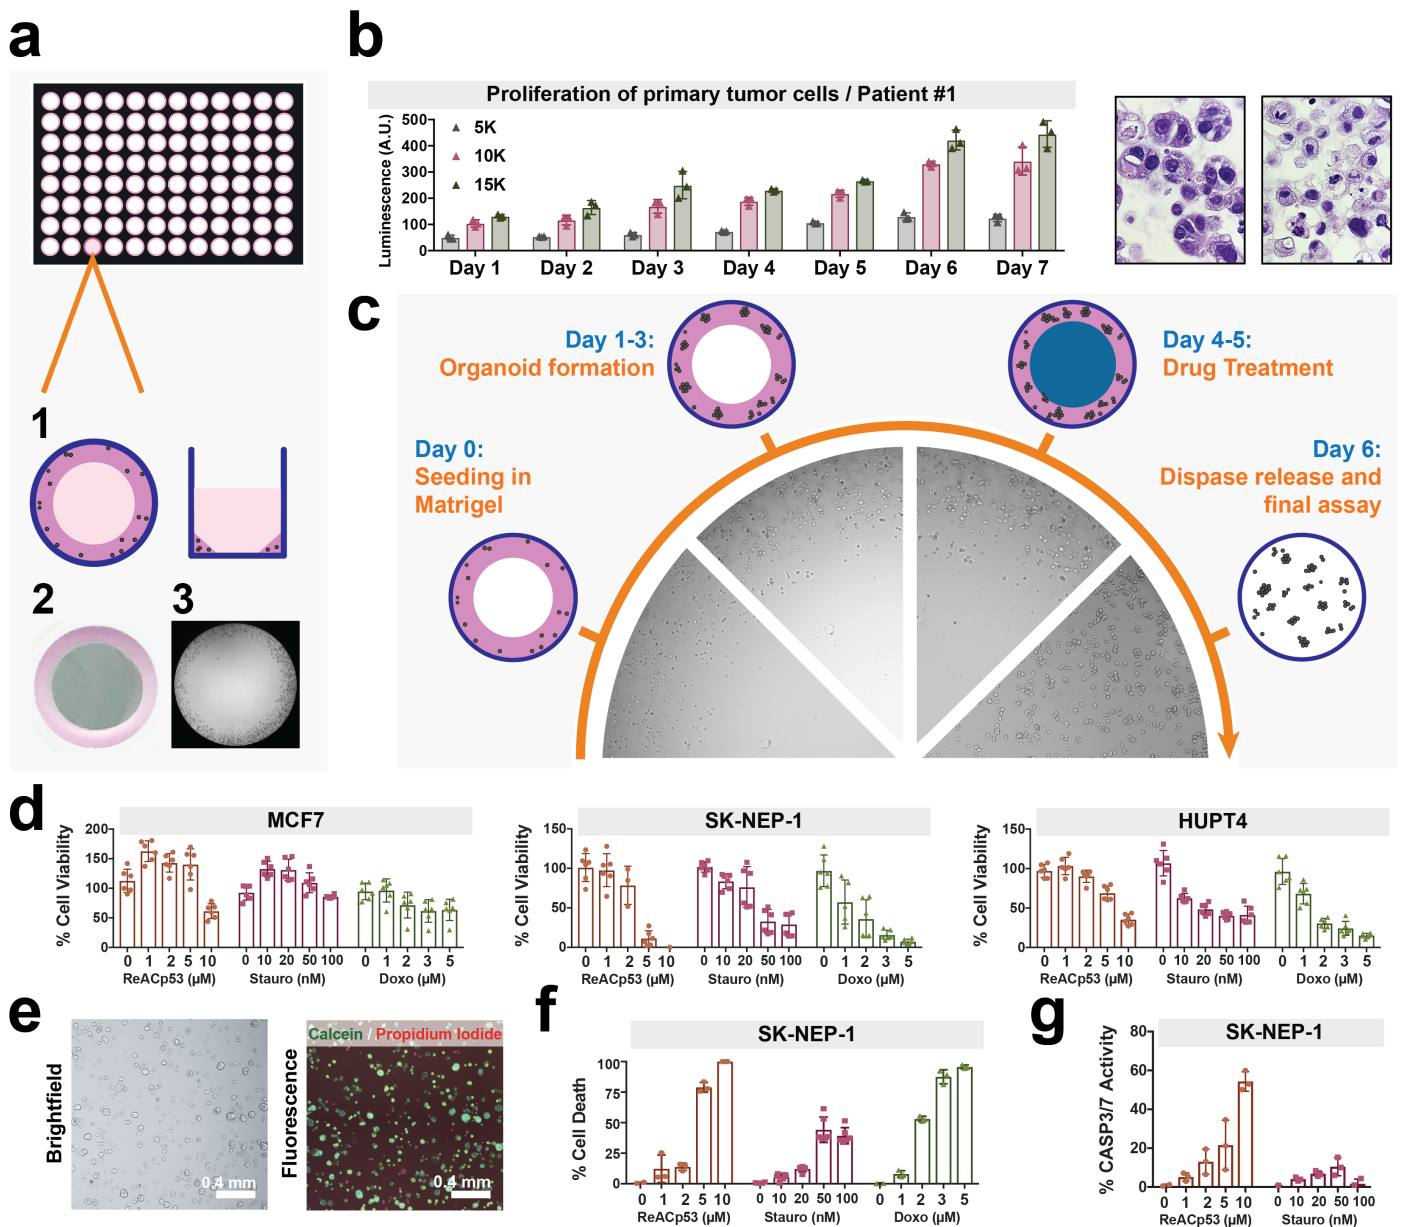 a
b
Proliferation of primary tumor cells / Patient #1
Luminescence (A.U.)
500
400
300
200
100
0
5K
10K
15K
Day 1 Day 2 Day 3 Day 4 Day 5 Day 6 Day 7
1
2 3
c
Day 0:
Seeding in
Matrigel
Day 1-3:
Organoid formation
Day 4-5:
Drug Treatment
Day 6:
Dispase release and
final assay
d
MCF7
% Cell Viability
200
150
100
50
0
0 1 2 5 10 0 10 20 50 100 0 1 2 3 5
ReACp53 (µM) Stauro (nM) Doxo (µM)
SK-NEP-1
% Cell Viability
150
100
50
0
0 1 2 5 10 0 10 20 50 100 0 1 2 3 5
ReACp53 (µM) Stauro (nM) Doxo (µM)
HUPT4
% Cell Viability
150
100
50
0
0 1 2 5 10 0 10 20 50 100 0 1 2 3 5
ReACp53 (µM) Stauro (nM) Doxo (µM)
e
Brightfield
0.4 mm
Fluorescence
Calcein / Propidium Iodide
0.4 mm
f
SK-NEP-1
% Cell Death
100
75
50
25
0
0 1 2 5 10 0 10 20 50 100 0 1 2 3 5
ReACp53 (µM) Stauro (nM) Doxo (µM)
g
SK-NEP-1
% CASP3/7 Activity
80
60
40
20
0
0 1 2 5 10 0 10 20 50 100
ReACp53 (µM) Stauro (nM)